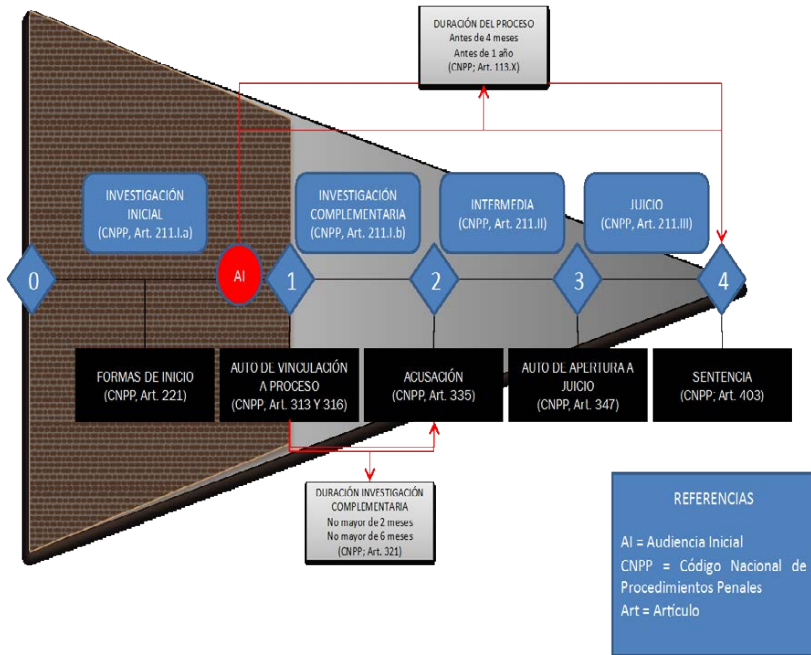 DURACIÓN DEL PROCESO
Antes de 4 meses
Antes de 1 año
(CNPP; Art. 113.X)
INVESTIGACIÓN
INICIAL
(CNPP, Art. 211.I.a)
INVESTIGACIÓN
COMPLEMENTARIA
(CNPP, Art. 211.I.b)
INTERMEDIA
(CNPP, Art. 211.II)
JUICIO
(CNPP, Art. 211.III)
0
AI
1
2
3
4
FORMAS DE INICIO
(CNPP, Art. 221)
AUTO DE VINCULACIÓN
A PROCESO
(CNPP, Art. 313 Y 316)
ACUSACIÓN
(CNPP, Art. 335)
AUTO DE APERTURA A
JUICIO
(CNPP, Art. 347)
SENTENCIA
(CNPP; Art. 403)
DURACIÓN INVESTIGACIÓN
COMPLEMENTARIA
No mayor de 2 meses
No mayor de 6 meses
(CNPP; Art. 321)
REFERENCIAS
AI = Audiencia Inicial
CNPP = Código Nacional de
Procedimientos Penales
Art = Artículo